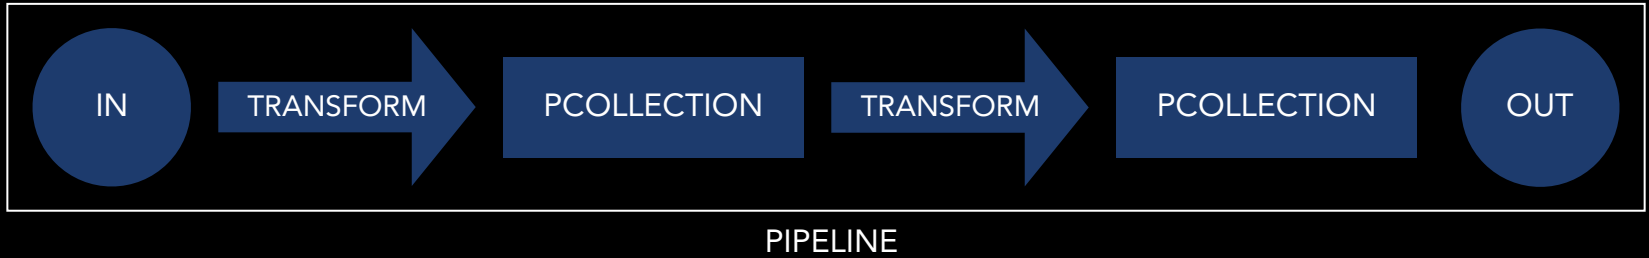 IN
TRANSFORM
PCOLLECTION
TRANSFORM
PCOLLECTION
OUT
PIPELINE